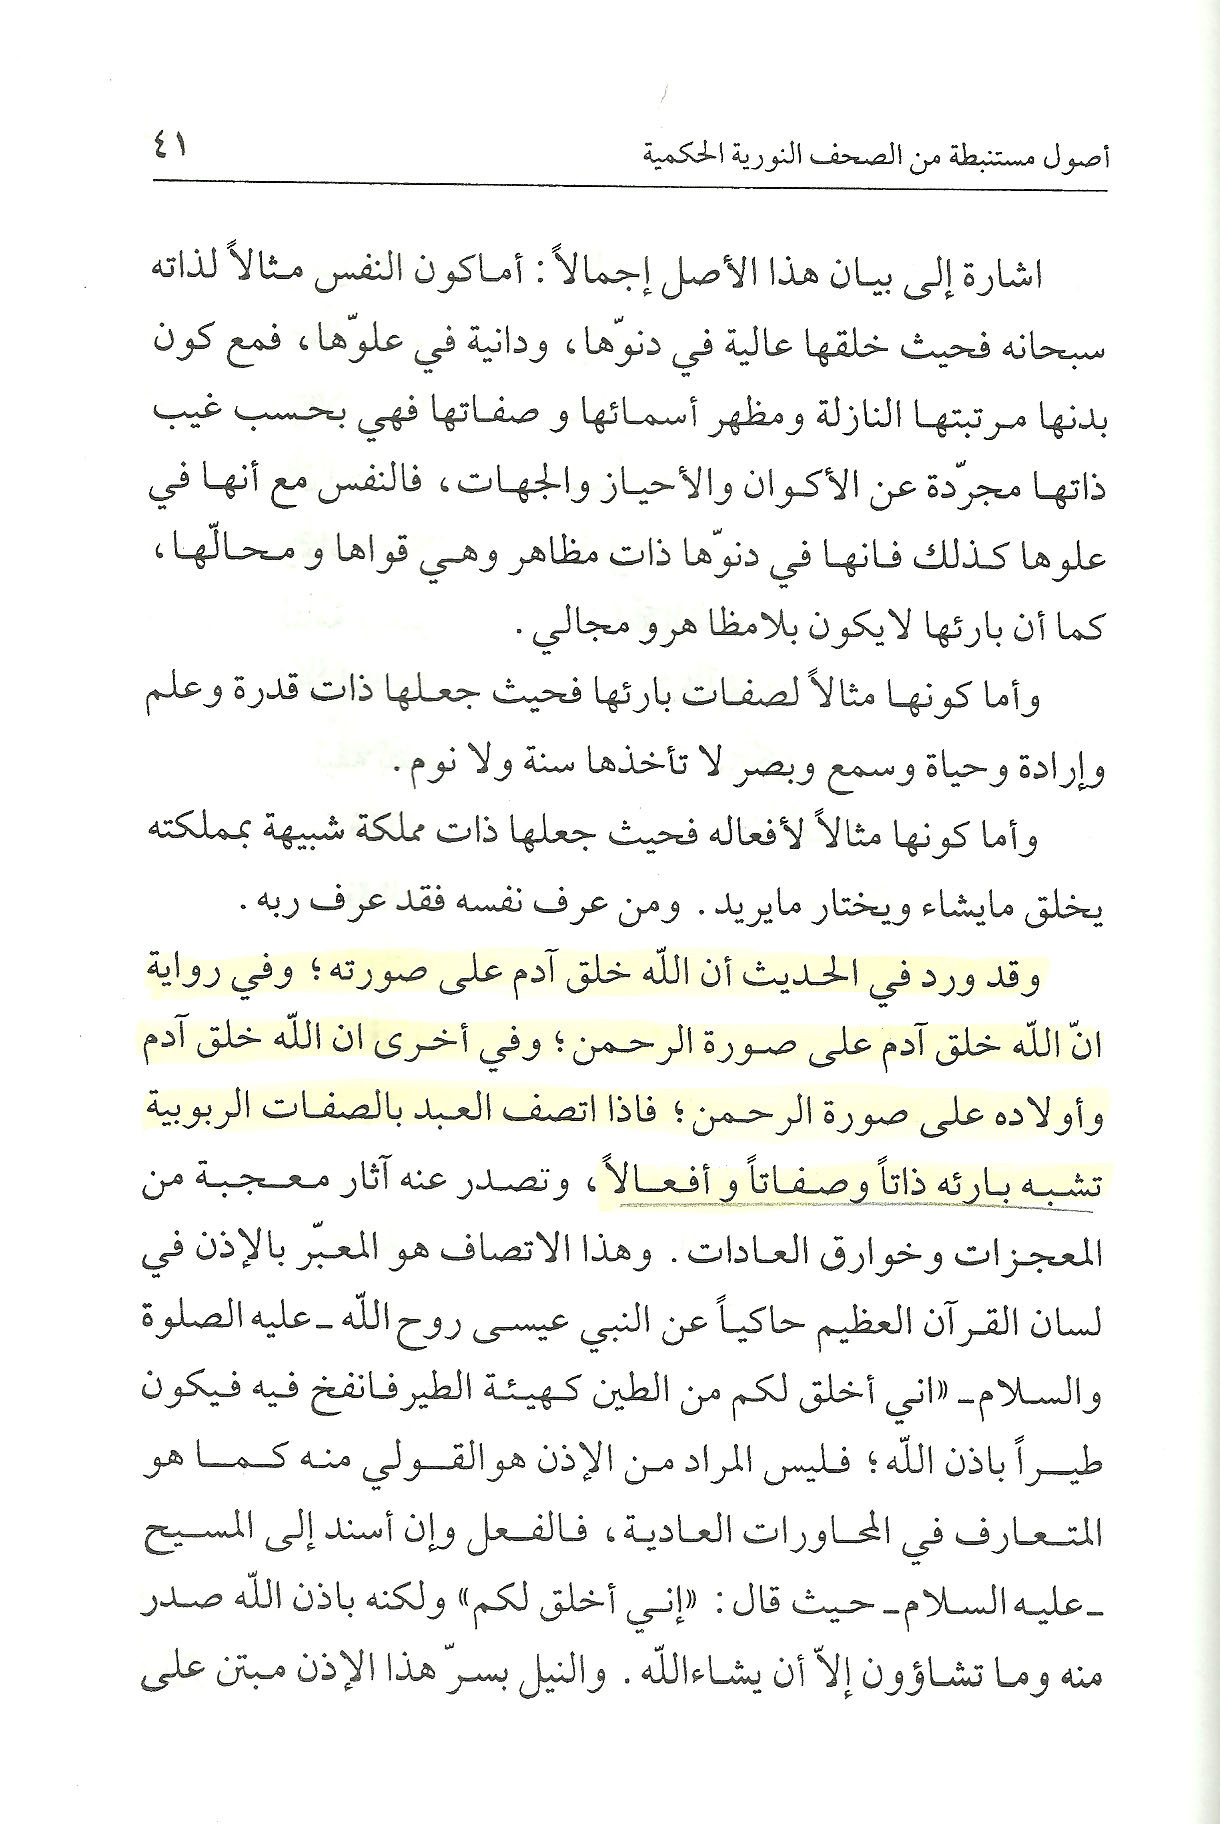 أصول مستنبطة من الصحف النورية الحكمية ٤١
اشارة إلى بيان هذا الأصل إجمالاً: أماكون النفس مثالاً لذاته
سبحانه فحيث خلقها عالية في دنوّها، ودانية في علوّها، فمع كون
بدنها مرتبتها النازلة ومظهر أسمائها و صفاتها فهي بحسب غيب
ذاتها مجرّدة عن الأكوان والأحياز والجهات، فالنفس مع أنها في
علوها كذلك فانها في دنوّها ذات مظاهر وهي قواها و محالّها،
كما أن بارئها لايكون بلامظاهرو مجالي.
وأما كونها مثالاً لصفات بارئها فحيث جعلها ذات قدرة وعلم
وإرادة وحياة وسمع وبصر لا تأخذها سنة ولا نوم.
وأما كونها مثالاً لأفعاله فحيث جعلها ذات مملكة شبيهة بمملكته
يخلق مايشاء ويختار مايريد. ومن عرف نفسه فقد عرف ربه.
وقد ورد في الحديث أن اللّه خلق آدم على صورته؛ وفي رواية
انّ اللّه خلق آدم على صورة الرحمن؛ وفي أخرى ان اللّه خلق آدم
وأولاده على صورة الرحمن؛ فاذا اتصف العبد بالصفات الربوبية
تشبه بارئه ذاتاً وصفاتاً و أفعالاً، وتصدر عنه آثار معجبة من
المعجزات وخوارق العادات. وهذا الاتصاف هو المعبّر بالإذن في
لسان القرآن العظيم حاكياً عن النبي عيسى روح اللّه ـ عليه الصلوة
والسلام ـ «اني أخلق لكم من الطين كهيئة الطيرفانفخ فيه فيكون
طيراً باذن اللّه؛ فليس المراد من الإذن هوالقولي منه كما هو
المتعارف في المحاورات العادية، فالفعل وإن أسند إلى المسيح
ـ عليه السلام ـ حيث قال: «إني أخلق لكم» ولكنه باذن اللّه صدر
منه وما تشاؤون إلاّ أن يشاءاللّه. والنيل بسرّ هذا الإذن مبتن على